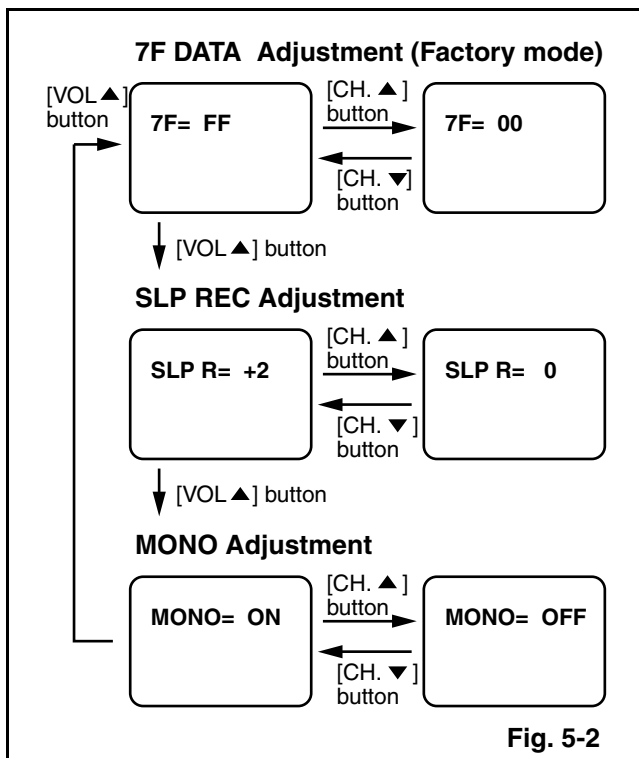 7F DATA Adjustment (Factory mode)
[VOL ▲]
button
7F= FF
[CH. ▲]
button
[CH. ▼]
button
7F= 00
[VOL ▲] button
SLP REC Adjustment
SLP R= +2
[CH. ▲]
button
[CH. ▼]
button
SLP R= 0
[VOL ▲] button
MONO Adjustment
MONO= ON
[CH. ▲]
button
[CH. ▼]
button
MONO= OFF
Fig. 5-2